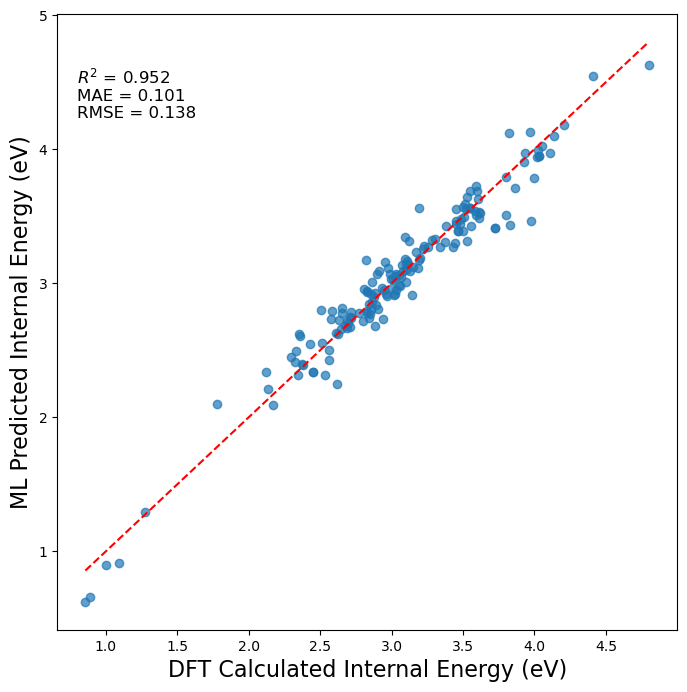 5
R² = 0.952
MAE = 0.101
RMSE = 0.138
4
3
2
1
ML Predicted Internal Energy (eV)
1.0 1.5 2.0 2.5 3.0 3.5 4.0 4.5
DFT Calculated Internal Energy (eV)